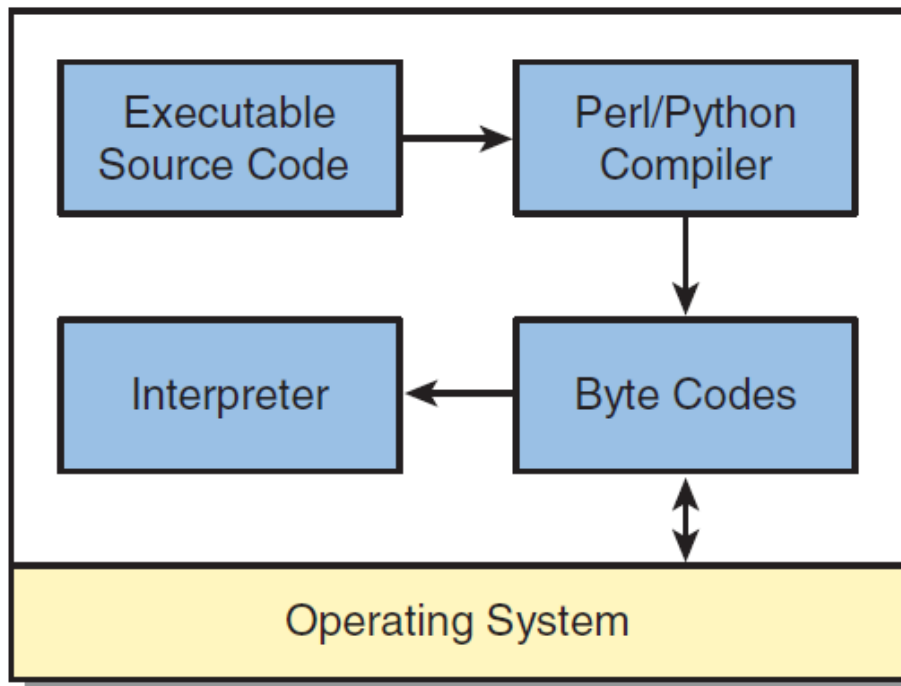 Executable
Source Code
Perl/Python
Compiler
Interpreter
Byte Codes
Operating System